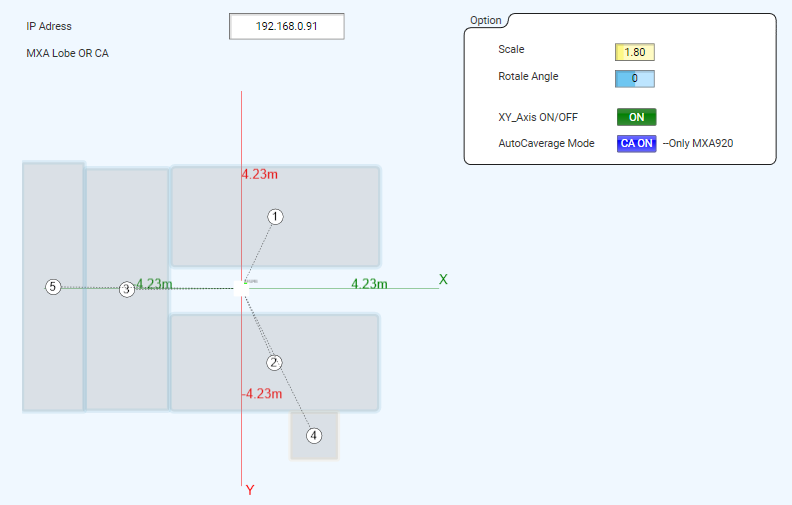 IP Adress
192.168.0.91
MXA Lobe OR CA
Option
Scale
1.80
Rotale Angle
0
XY_Axis ON/OFF
ON
AutoCaverage Mode
CA ON
--Only MXA920
4.23m
1
5
3
4.23m
4.23m
X
2
-4.23m
4
Y